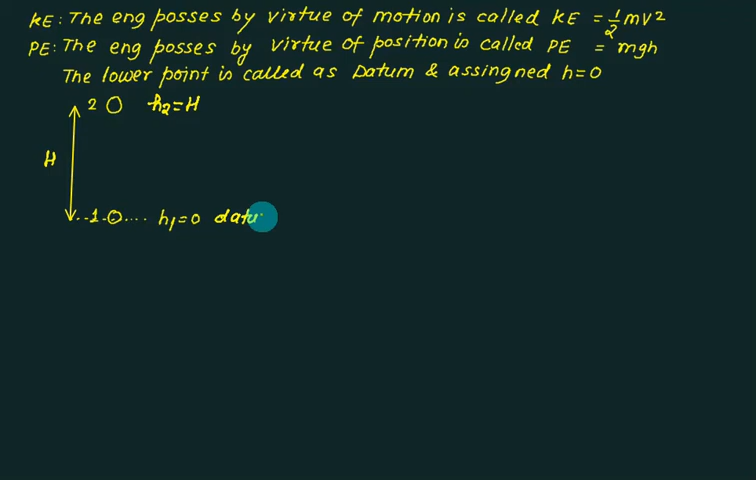 KE: The eng posses by virtue of motion is called KE = 1/2 mv2
PE: The eng posses by virtue of position is called PE = mgh
The lower point is called as Datum & assingned h=0
2 h2=H
H
1 h1=0 datu